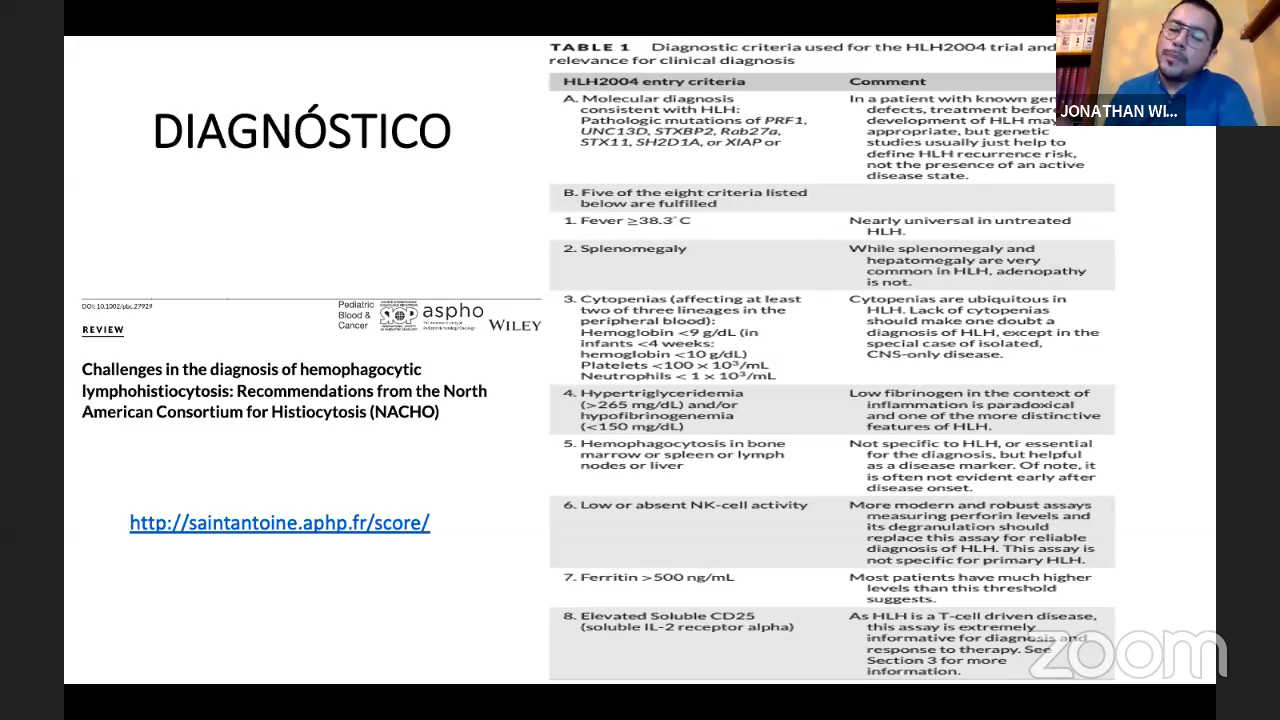 DIAGNÓSTICO
DOI: 10.1002/pbc.27929
REVIEW
Pediatric
Blood &
Cancer
aspho
WILEY
Challenges in the diagnosis of hemophagocytic
lymphohistiocytosis: Recommendations from the North
American Consortium for Histiocytosis (NACHO)
http://saintantoine.aphp.fr/score/
TABLE 1 Diagnostic criteria used for the HLH2004 trial and
relevance for clinical diagnosis
HLH2004 entry criteria Comment
A. Molecular diagnosis
consistent with HLH:
Pathologic mutations of PRF1,
UNC13D, STXBP2, Rab27a,
STX11, SH2D1A, or XIAP or
In a patient with known
defects, treatment
development of HLH may
appropriate, but genetic
studies usually just help to
define HLH recurrence risk,
not the presence of an active
disease state.
B. Five of the eight criteria listed
below are fulfilled
1. Fever ≥38.3°C
Nearly universal in untreated
HLH.
2. Splenomegaly
While splenomegaly and
hepatomegaly are very
common in HLH, adenopathy
is not.
3. Cytopenias (affecting at least
two of three lineages in the
peripheral blood):
Hemoglobin <9 g/dL (in
infants <4 weeks:
hemoglobin <10 g/dL)
Platelets <100 × 10³/mL
Neutrophils < 1 × 10³/mL
Cytopenias are ubiquitous in
HLH. Lack of cytopenias
should make one doubt a
diagnosis of HLH, except in the
special case of isolated,
CNS-only disease.
4. Hypertriglyceridemia
(>265 mg/dL) and/or
hypofibrinogenemia
(<150 mg/dL)
Low fibrinogen in the context of
inflammation is paradoxical
and one of the more distinctive
features of HLH.
5. Hemophagocytosis in bone
marrow or spleen or lymph
nodes or liver
Not specific to HLH, or essential
for the diagnosis, but helpful
as a disease marker. Of note, it
is often not evident early after
disease onset.
6. Low or absent NK-cell activity
More modern and robust assays
measuring perforin levels and
its degranulation should
replace this assay for reliable
diagnosis of HLH. This assay is
not specific for primary HLH.
7. Ferritin >500 ng/mL
Most patients have much higher
levels than this threshold
suggests.
8. Elevated Soluble CD25
(soluble IL-2 receptor alpha)
As HLH is a T-cell driven disease,
this assay is extremely
informative for diagnosis and
response to therapy. See
Section 3 for more
information.
JONATHAN WI...
zoom